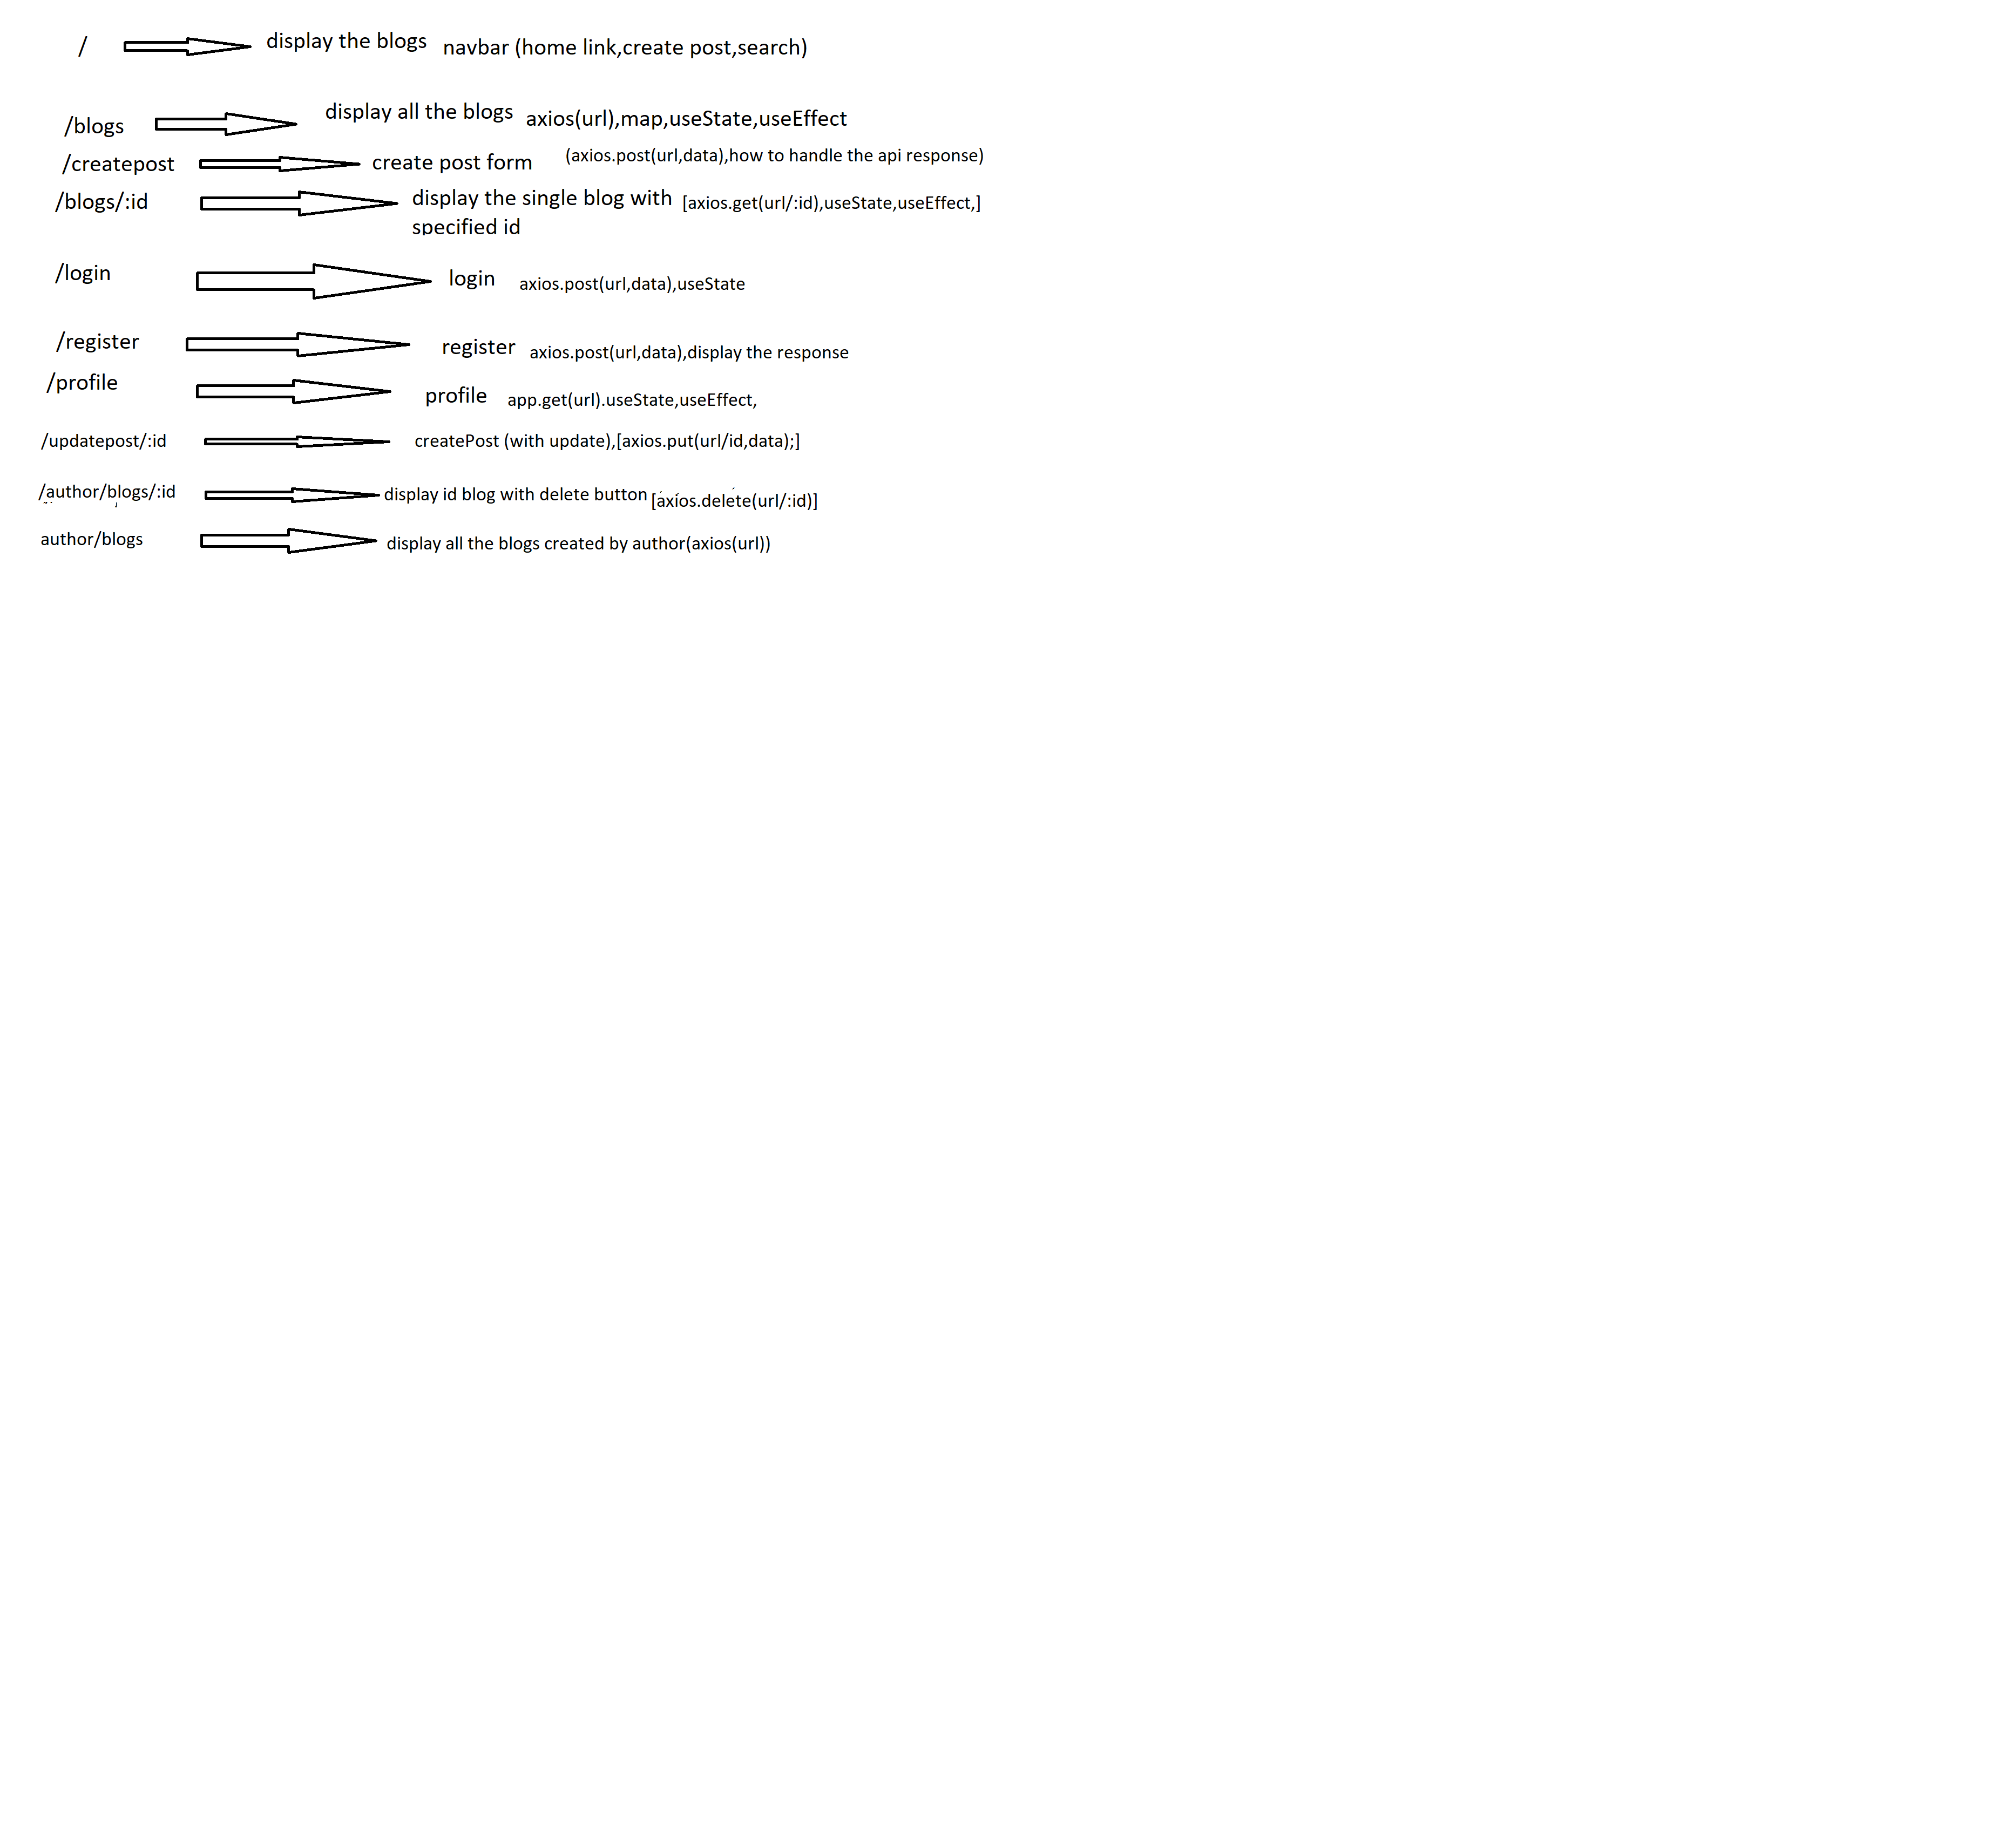 / display the blogs navbar (home link,create post,search)
/blogs display all the blogs axios(url),map,useState,useEffect
/createpost create post form (axios.post(url,data),how to handle the api response)
/blogs/:id display the single blog with [axios.get(url/:id),useState,useEffect,]
specified id
/login login axios.post(url,data),useState
/register register axios.post(url,data),display the response
/profile profile app.get(url).useState,useEffect,
/updatepost/:id createPost (with update),[axios.put(url/id,data);]
/author/blogs/:id display id blog with delete button [axios.delete(url/:id)]
author/blogs display all the blogs created by author(axios(url))